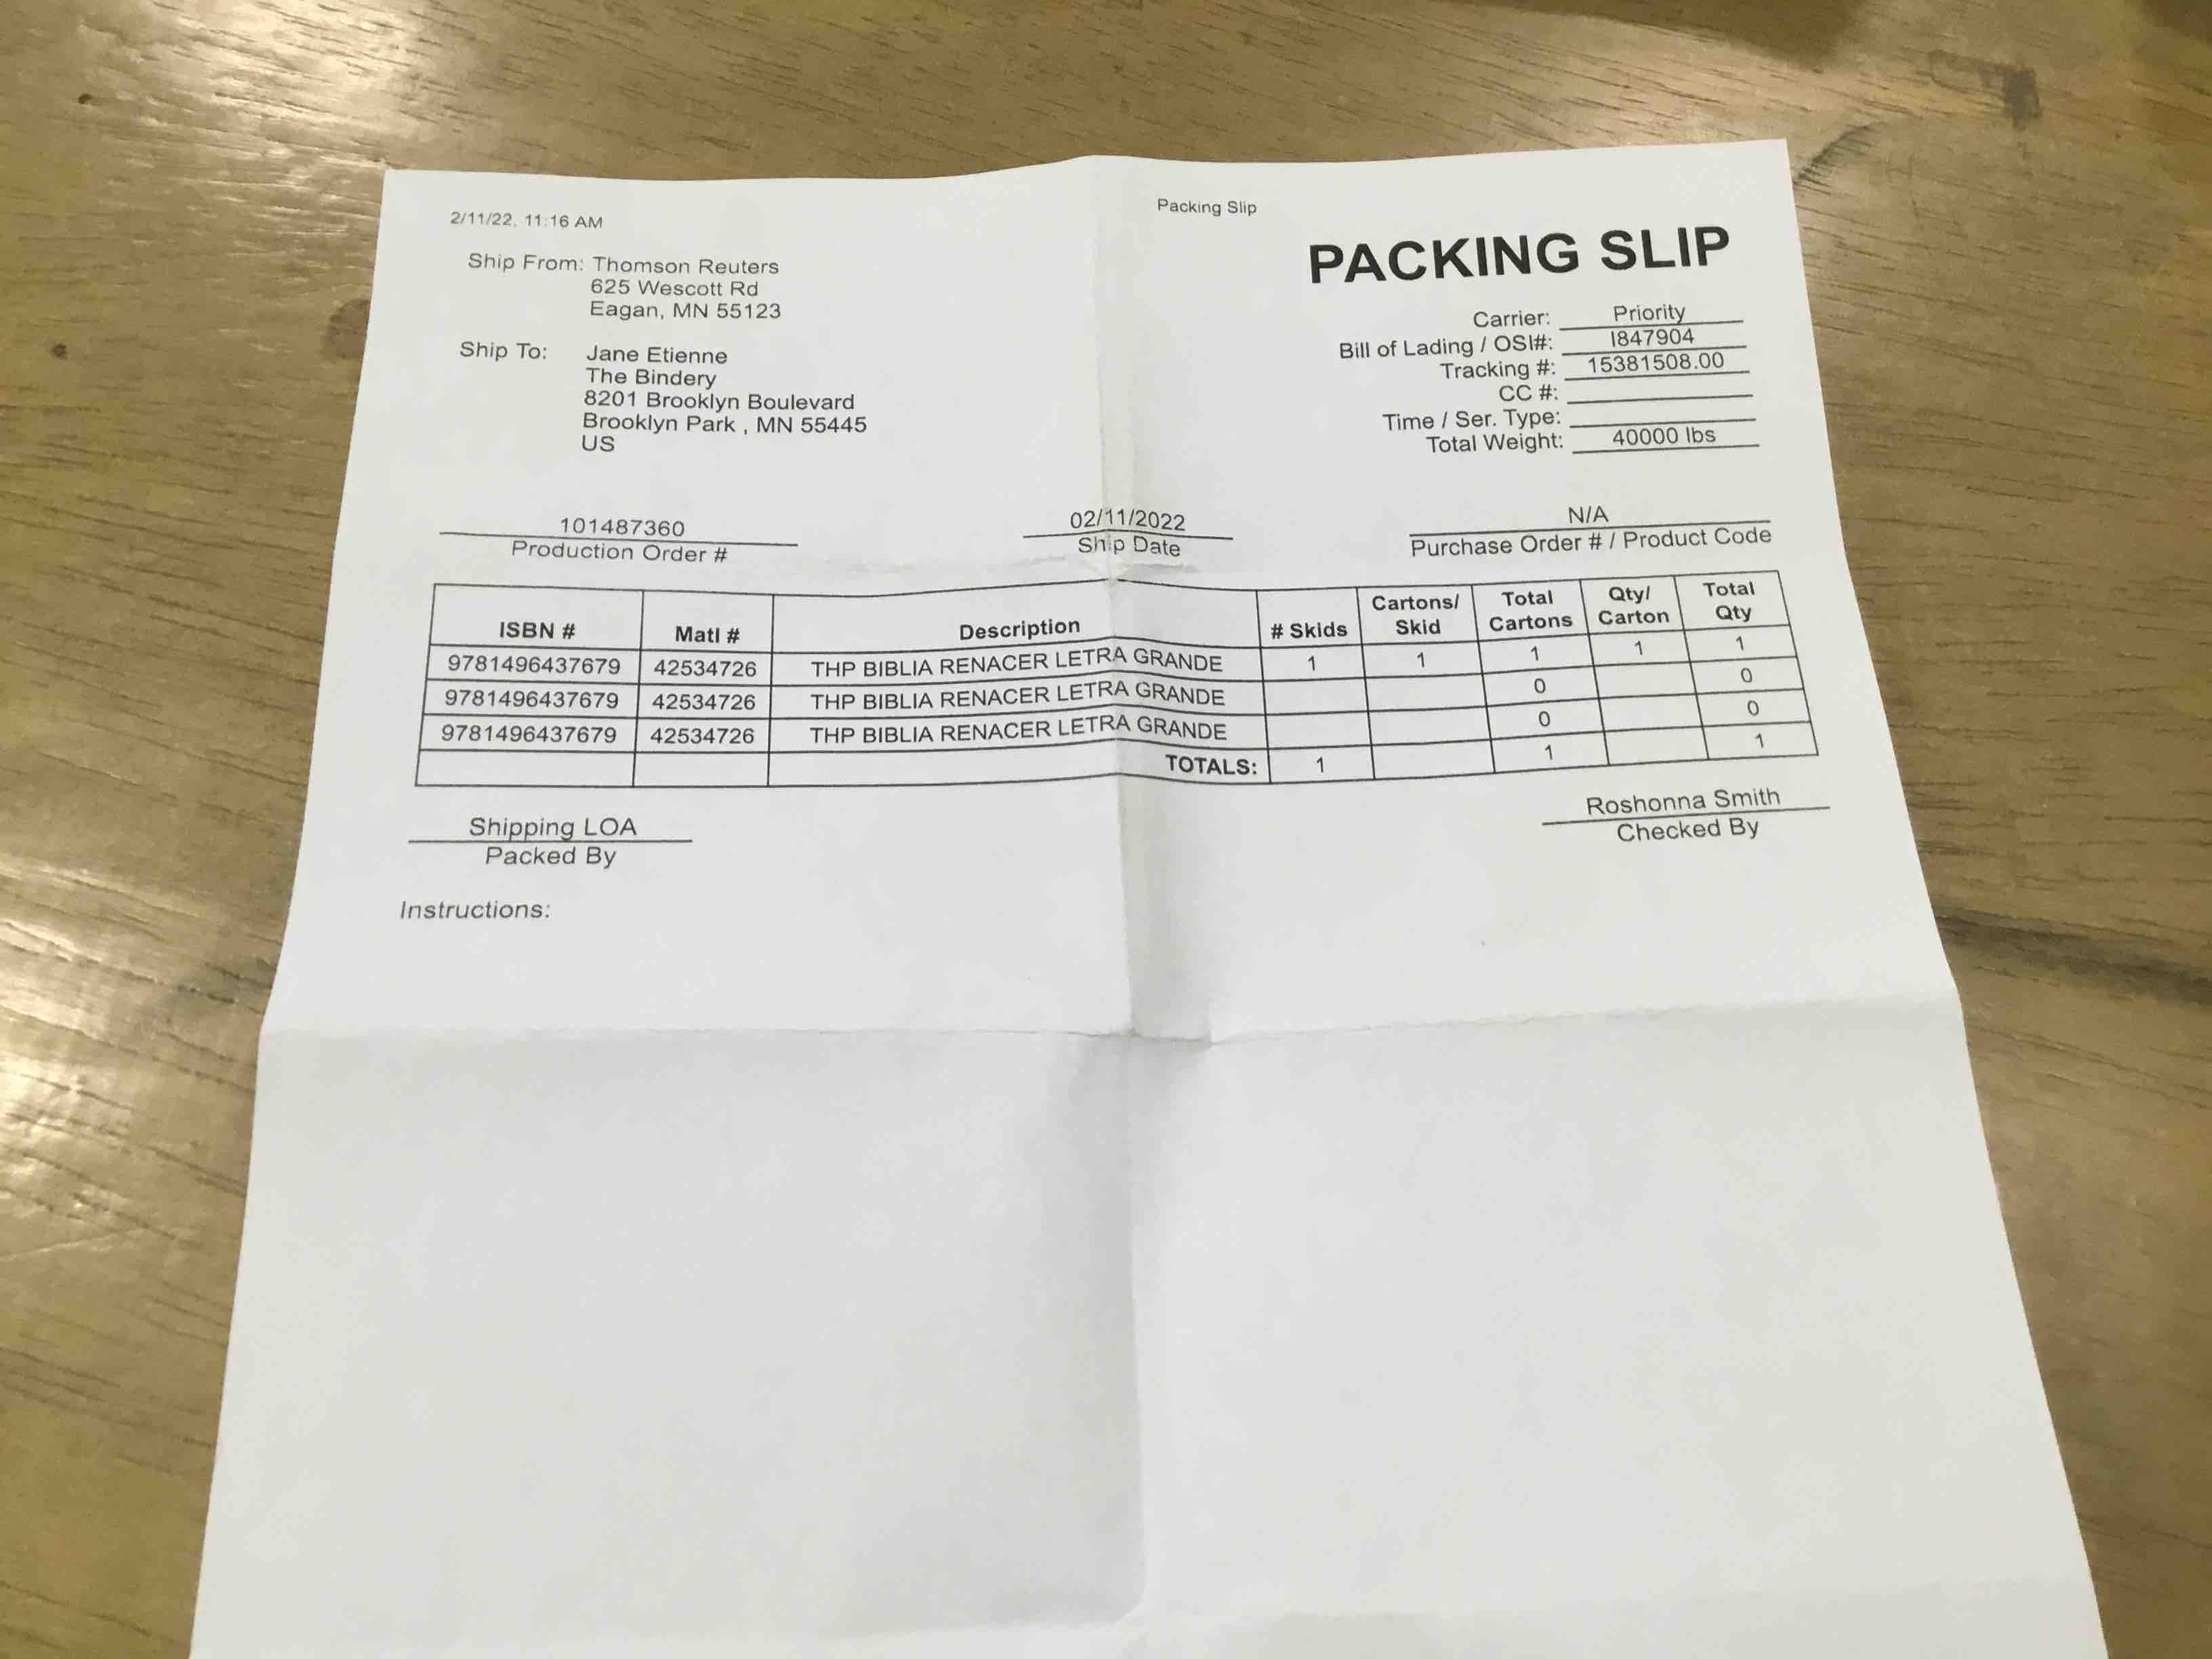 2/11/22, 11:16 AM
Packing Slip
PACKING SLIP
Ship From: Thomson Reuters
625 Wescott Rd
Eagan, MN 55123
Ship To: Jane Etienne
The Bindery
8201 Brooklyn Boulevard
Brooklyn Park , MN 55445
US
Carrier: Priority
Bill of Lading / OSI#: I847904
Tracking #: 15381508.00
CC #:
Time / Ser. Type:
Total Weight: 40000 lbs
101487360
Production Order #
02/11/2022
Ship Date
N/A
Purchase Order # / Product Code
ISBN # Matl # Description # Skids Cartons/ Skid Total Cartons Qty/ Carton Total Qty
9781496437679 42534726 THP BIBLIA RENACER LETRA GRANDE 1 1 1 1 1
9781496437679 42534726 THP BIBLIA RENACER LETRA GRANDE 0 0
9781496437679 42534726 THP BIBLIA RENACER LETRA GRANDE 0 0
TOTALS: 1 1 1
Shipping LOA
Packed By
Roshonna Smith
Checked By
Instructions: